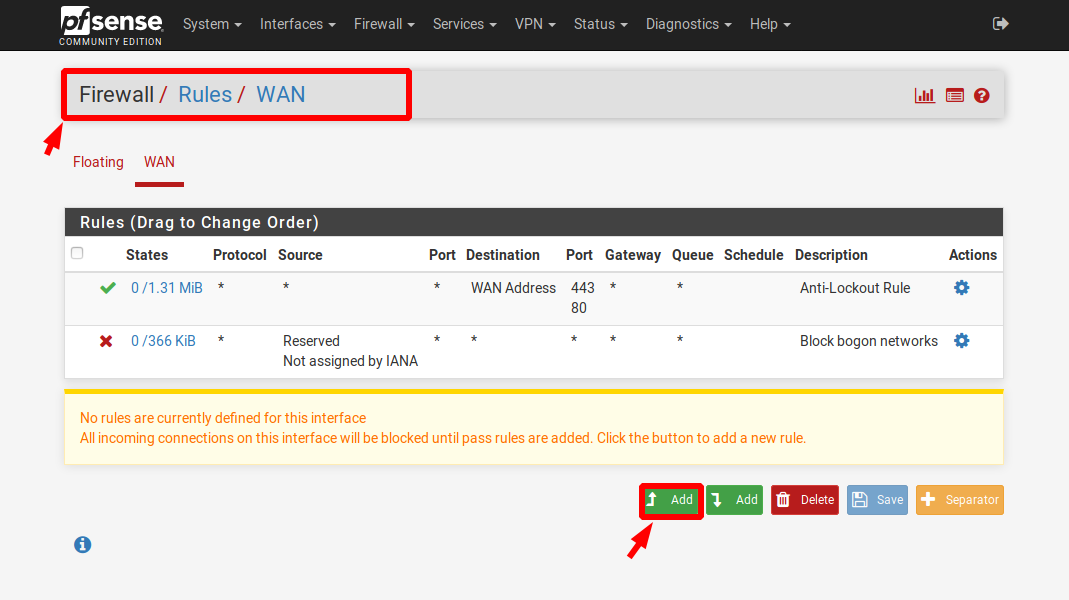 pfsense
COMMUNITY EDITION
System Interfaces Firewall Services VPN Status Diagnostics Help
Firewall / Rules / WAN
Floating WAN
Rules (Drag to Change Order)
States Protocol Source Port Destination Port Gateway Queue Schedule Description Actions
0 /1.31 MiB * * * WAN Address 443 * * Anti-Lockout Rule
80
0 /366 KiB * Reserved * * * * * Block bogon networks
Not assigned by IANA
No rules are currently defined for this interface
All incoming connections on this interface will be blocked until pass rules are added. Click the button to add a new rule.
Add Add Delete Save Separator